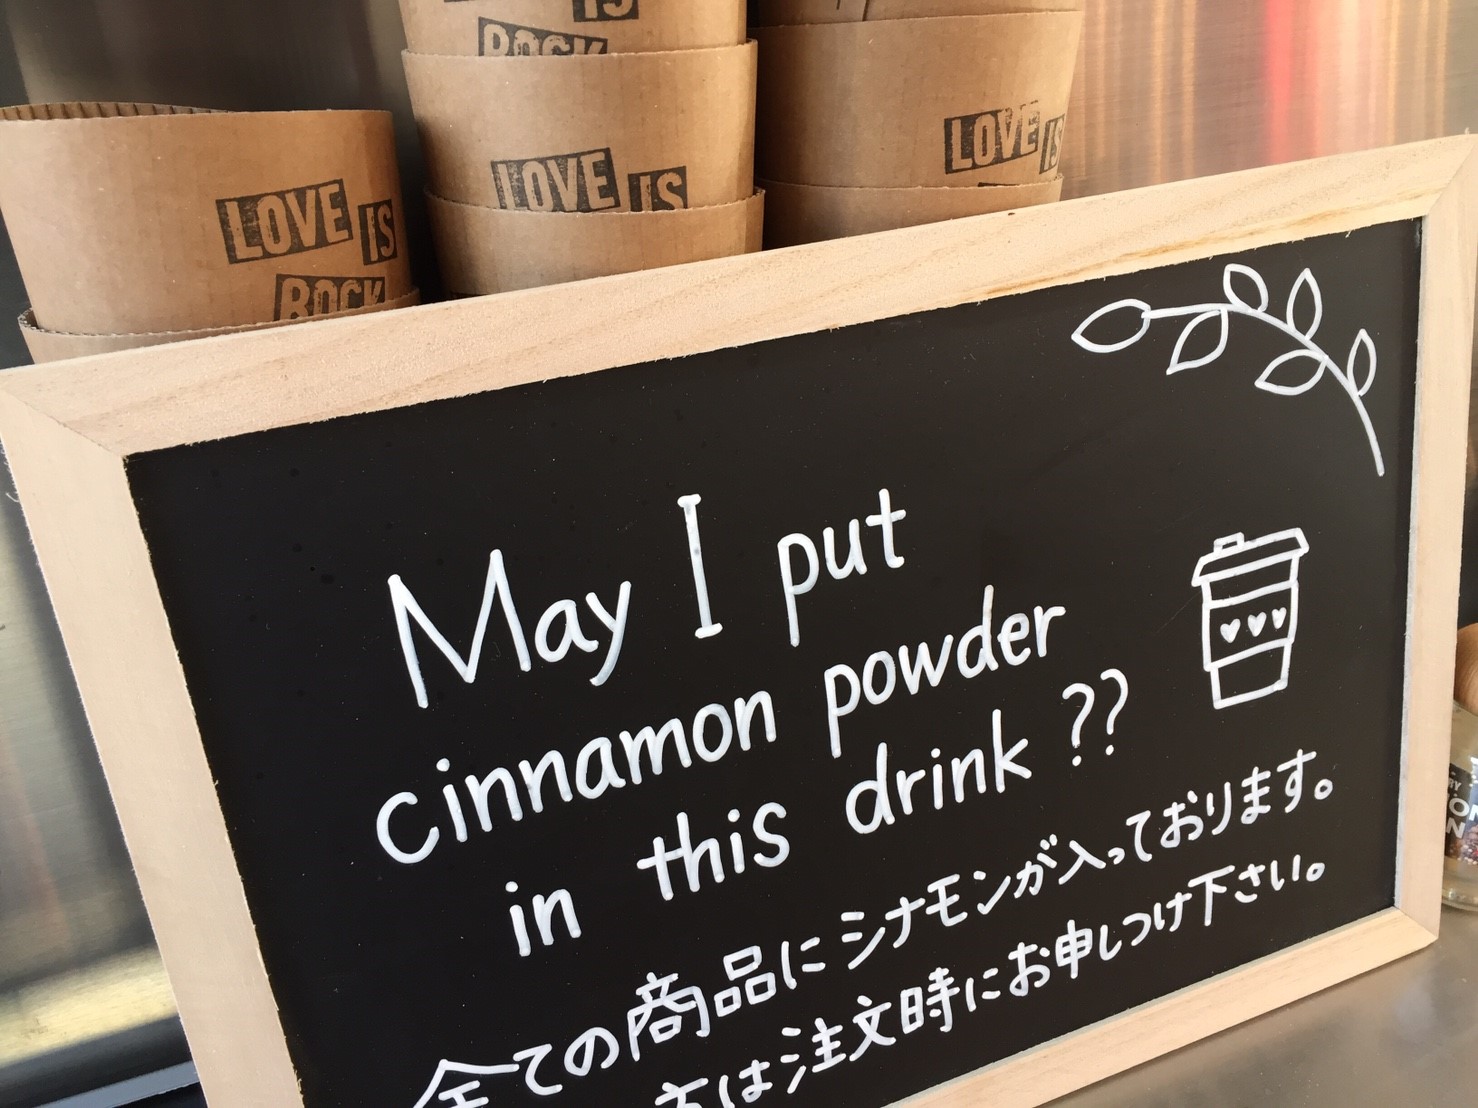 IS
ROCK
LOVE IS
LOVE IS
LOVE IS
ROCK
May I put
cinnamon powder
in this drink ??
全ての商品にシナモンが入っております。
方は注文時にお申しつけ下さい。